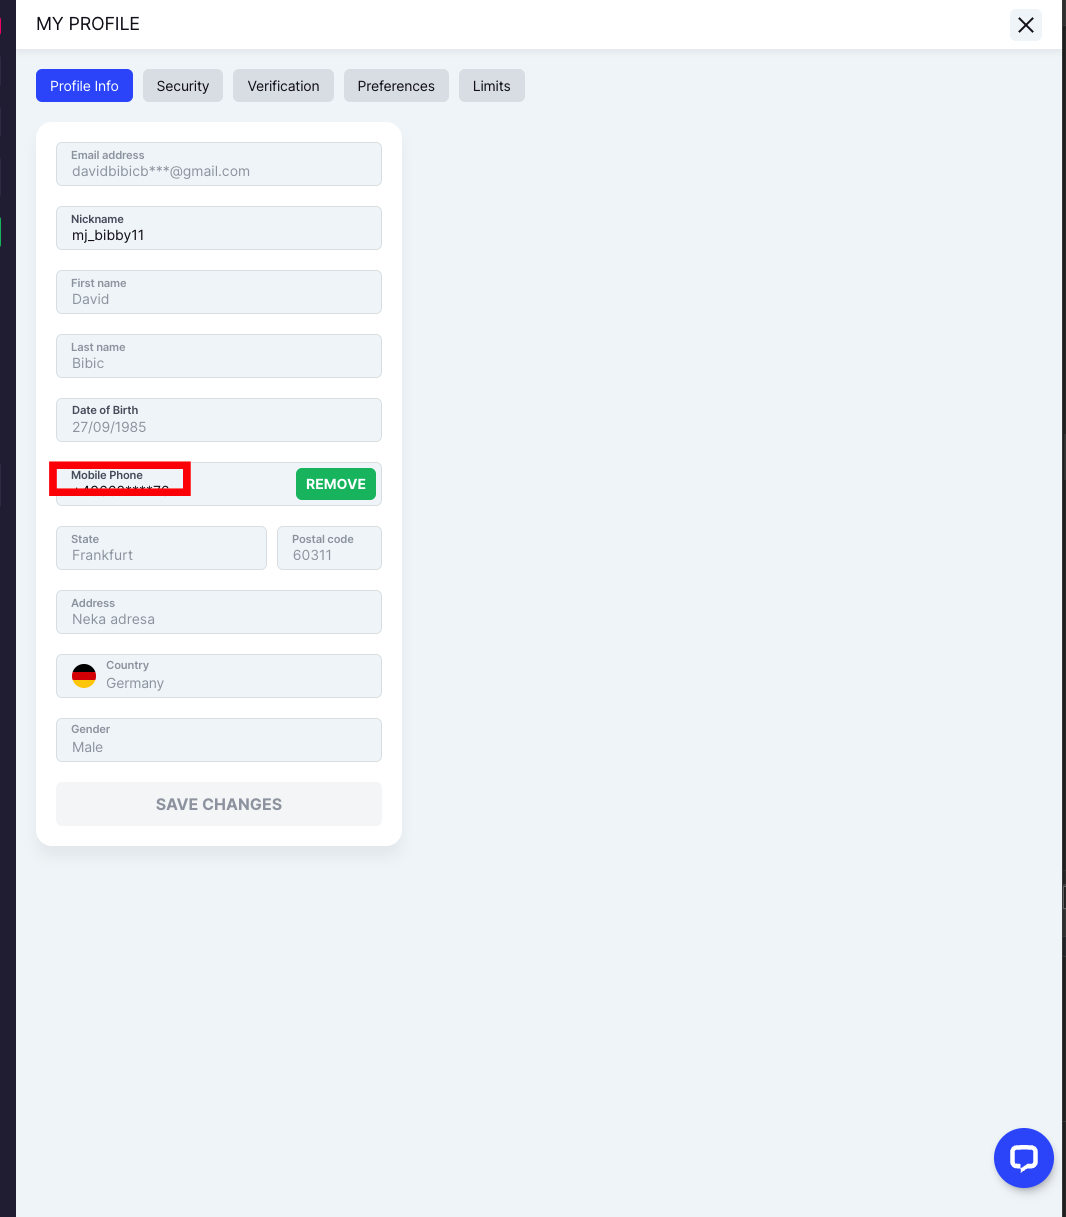 MY PROFILE
Profile Info Security Verification Preferences Limits
Email address
davidbibicb***@gmail.com
Nickname
mj_bibby11
First name
David
Last name
Bibic
Date of Birth
27/09/1985
Mobile Phone
REMOVE
State Postal code
Frankfurt 60311
Address
Neka adresa
Country
Germany
Gender
Male
SAVE CHANGES